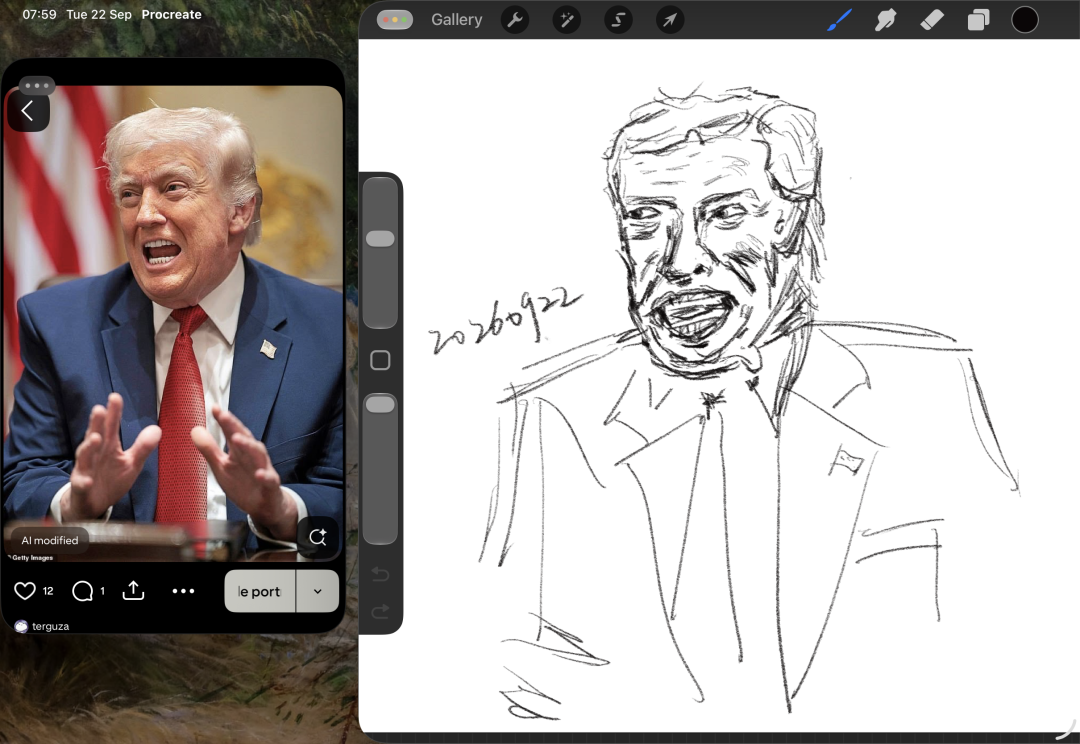 07:59 Tue 22 Sep Procreate
Gallery
20260922
AI modified
Getty Images
12 1 le port
terguza